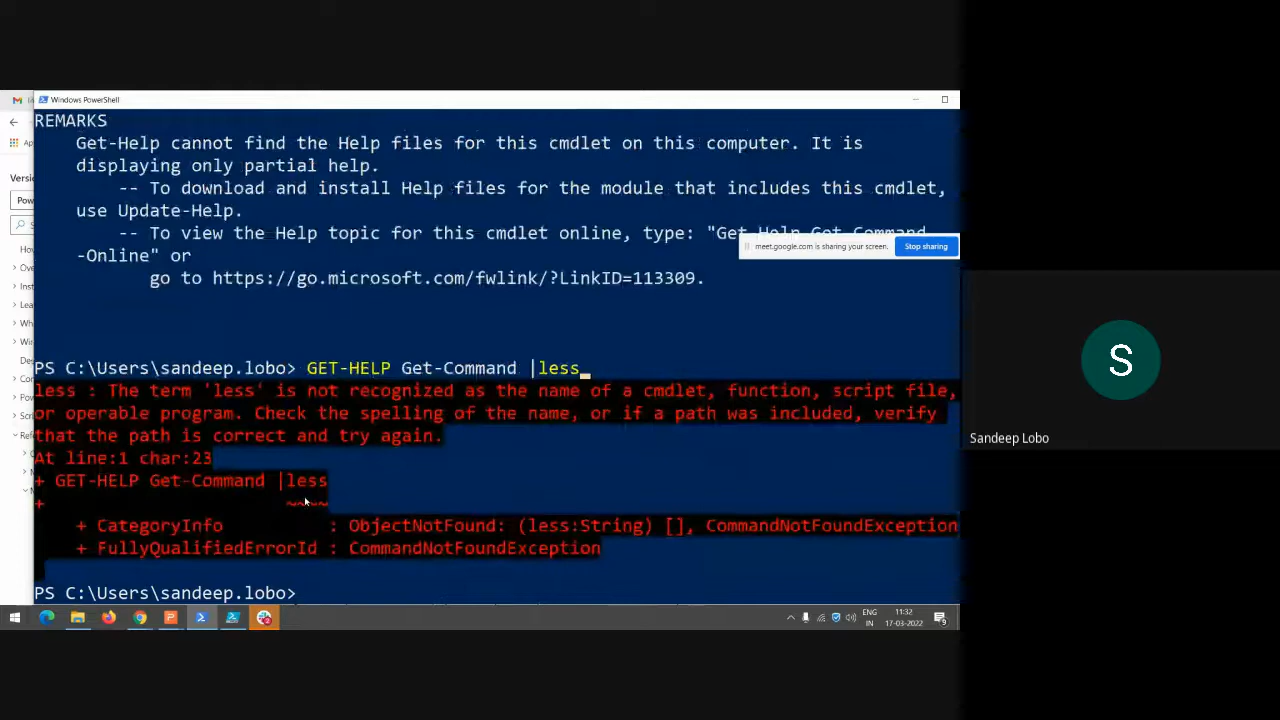 Windows PowerShell
REMARKS
Get-Help cannot find the Help files for this cmdlet on this computer. It is
displaying only partial help.
-- To download and install Help files for the module that includes this cmdlet,
use Update-Help.
-- To view the Help topic for this cmdlet online, type: "Get-Help Get-Command
-Online" or
go to https://go.microsoft.com/fwlink/?LinkID=113309.
meet.google.com is sharing your screen.
Stop sharing
PS C:\Users\sandeep.lobo> GET-HELP Get-Command |less
less : The term 'less' is not recognized as the name of a cmdlet, function, script file,
or operable program. Check the spelling of the name, or if a path was included, verify
that the path is correct and try again.
At line:1 char:23
+ GET-HELP Get-Command |less
+ ~~~~
+ CategoryInfo : ObjectNotFound: (less:String) [], CommandNotFoundException
+ FullyQualifiedErrorId : CommandNotFoundException
PS C:\Users\sandeep.lobo>
S
Sandeep Lobo
ENG
IN
11:32
17-03-2022